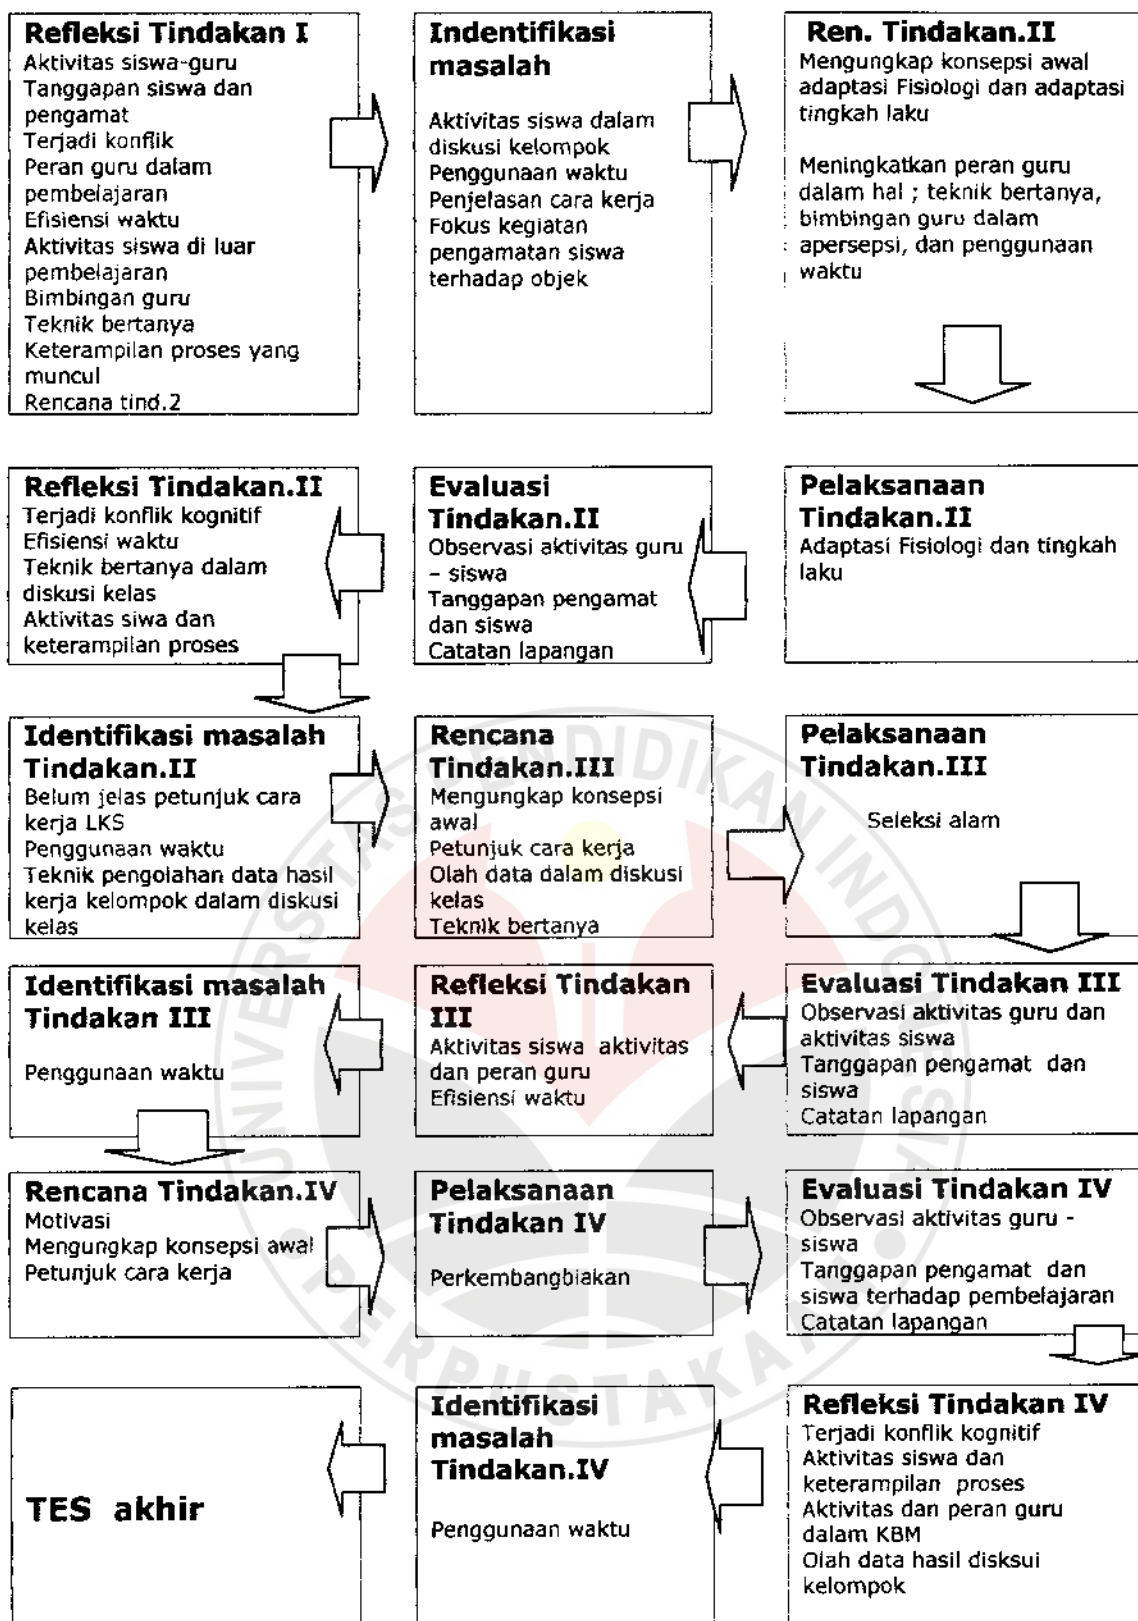 Refleksi Tindakan I
Aktivitas siswa-guru
Tanggapan siswa dan
pengamat
Terjadi konflik
Peran guru dalam
pembelajaran
Efisiensi waktu
Aktivitas siswa di luar
pembelajaran
Bimbingan guru
Teknik bertanya
Keterampilan proses yang
muncul
Rencana tind.2
Indentifikasi
masalah
Aktivitas siswa dalam
diskusi kelompok
Penggunaan waktu
Penjelasan cara kerja
Fokus kegiatan
pengamatan siswa
terhadap objek
Ren. Tindakan.II
Mengungkap konsepsi awal
adaptasi Fisiologi dan adaptasi
tingkah laku
Meningkatkan peran guru
dalam hal ; teknik bertanya,
bimbingan guru dalam
apersepsi, dan penggunaan
waktu
Refleksi Tindakan.II
Terjadi konflik kognitif
Efisiensi waktu
Teknik bertanya dalam
diskusi kelas
Aktivitas siwa dan
keterampilan proses
Evaluasi
Tindakan.II
Observasi aktivitas guru
– siswa
Tanggapan pengamat
dan siswa
Catatan lapangan
Pelaksanaan
Tindakan.II
Adaptasi Fisiologi dan tingkah
laku
Identifikasi masalah
Tindakan.II
Belum jelas petunjuk cara
kerja LKS
Penggunaan waktu
Teknik pengolahan data hasil
kerja kelompok dalam diskusi
kelas
Rencana
Tindakan.III
Mengungkap konsepsi
awal
Petunjuk cara kerja
Olah data dalam diskusi
kelas
Teknik bertanya
Pelaksanaan
Tindakan.III
Seleksi alam
Identifikasi masalah
Tindakan III
Penggunaan waktu
Refleksi Tindakan
III
Aktivitas siswa aktivitas
dan peran guru
Efisiensi waktu
Evaluasi Tindakan III
Observasi aktivitas guru dan
aktivitas siswa
Tanggapan pengamat dan
siswa
Catatan lapangan
Rencana Tindakan.IV
Motivasi
Mengungkap konsepsi awal
Petunjuk cara kerja
Pelaksanaan
Tindakan IV
Perkembangbiakan
Evaluasi Tindakan IV
Observasi aktivitas guru -
siswa
Tanggapan pengamat dan
siswa terhadap pembelajaran
Catatan lapangan
TES akhir
Identifikasi
masalah
Tindakan.IV
Penggunaan waktu
Refleksi Tindakan IV
Terjadi konflik kognitif
Aktivitas siswa dan
keterampilan proses
Aktivitas dan peran guru
dalam KBM
Olah data hasil disksui
kelompok
UNIVERSITAS PENDIDIKAN INDONESIA
PERPUSTAKAAN